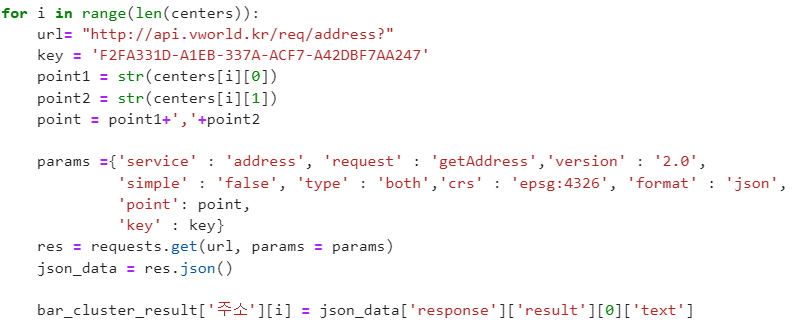 for i in range(len(centers)):
    url= "http://api.vworld.kr/req/address?"
    key = 'F2FA331D-A1EB-337A-ACF7-A42DBF7AA247'
    point1 = str(centers[i][0])
    point2 = str(centers[i][1])
    point = point1+','+point2

    params ={'service' : 'address', 'request' : 'getAddress','version' : '2.0',
            'simple' : 'false', 'type' : 'both','crs' : 'epsg:4326', 'format' : 'json',
            'point': point,
            'key' : key}
    res = requests.get(url, params = params)
    json_data = res.json()

    bar_cluster_result['주소'][i] = json_data['response']['result'][0]['text']